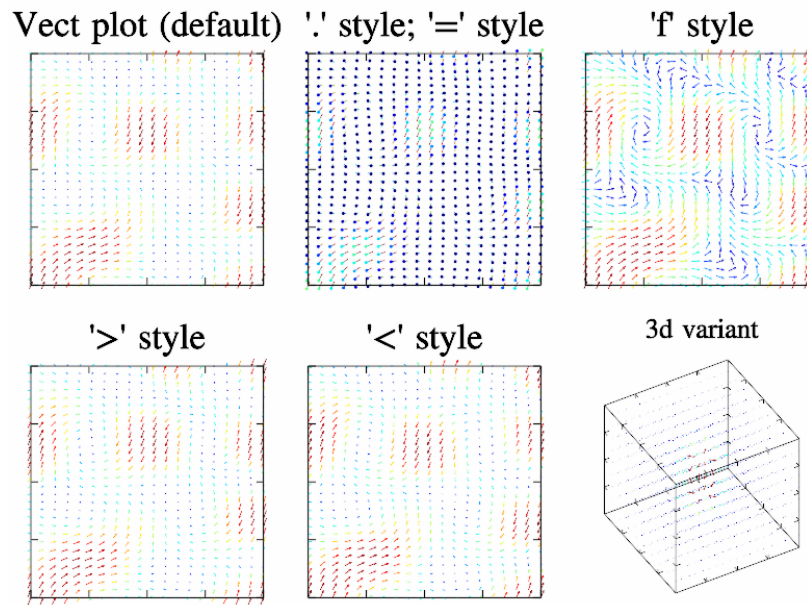 Vect plot (default)
'.' style; '=' style
'f' style
'>' style
'<' style
3d variant